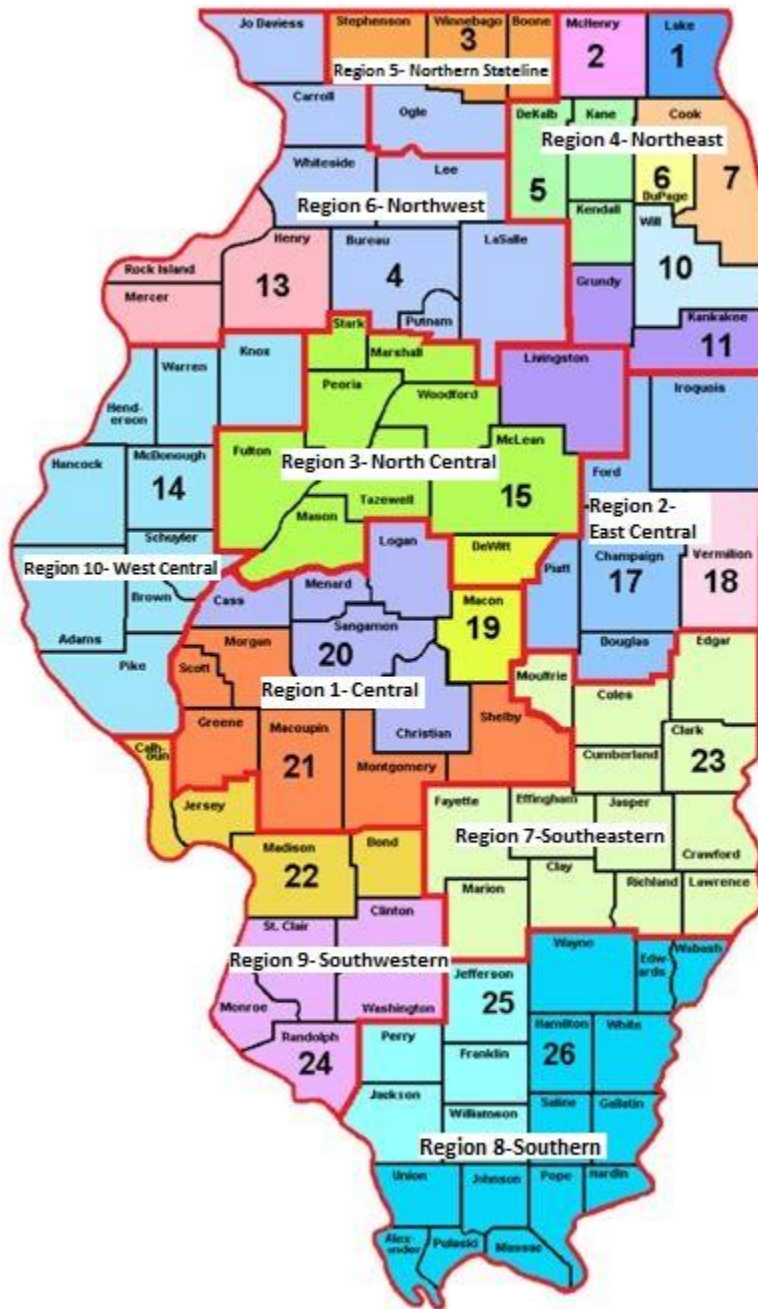 Jo Daviess
Stephenson
Winnebago
Boone
McHenry
Lake
3
2
1
Region 5- Northern Stateline
Carroll
Ogle
DeKalb
Kane
Cook
Region 4- Northeast
5
6
7
DuPage
Whiteside
Lee
Region 6- Northwest
Kendall
Will
Henry
Bureau
LaSalle
10
Rock Island
13
4
Grundy
Mercer
Putnam
Kankakee
11
Stark
Marshall
Knox
Warren
Livingston
Peoria
Iroquois
Woodford
Hend-
erson
McLean
Hancock
McDonough
Fulton
Region 3- North Central
Ford
14
Tazewell
15
Mason
Region 2-
East Central
Schuyler
Logan
DeWitt
Champaign
Vermilion
Region 10- West Central
Menard
Piatt
17
18
Brown
Cass
Macon
Adams
Sangamon
19
Morgan
20
Douglas
Edgar
Pike
Scott
Moultrie
Region 1- Central
Coles
Greene
Macoupin
Shelby
Christian
Clark
Calh-
oun
21
Montgomery
Cumberland
23
Jersey
Fayette
Effingham
Jasper
Region 7-Southeastern
Madison
Bond
Crawford
22
Clay
Marion
Richland
Lawrence
Clinton
St. Clair
Wayne
Wabash
Region 9- Southwestern
Edw-
ards
Jefferson
25
Monroe
Washington
Randolph
Perry
Hamilton
White
24
26
Franklin
Jackson
Saline
Gallatin
Williamson
Region 8-Southern
Union
Johnson
Pope
Hardin
Alex-
ander
Pulaski
Massac